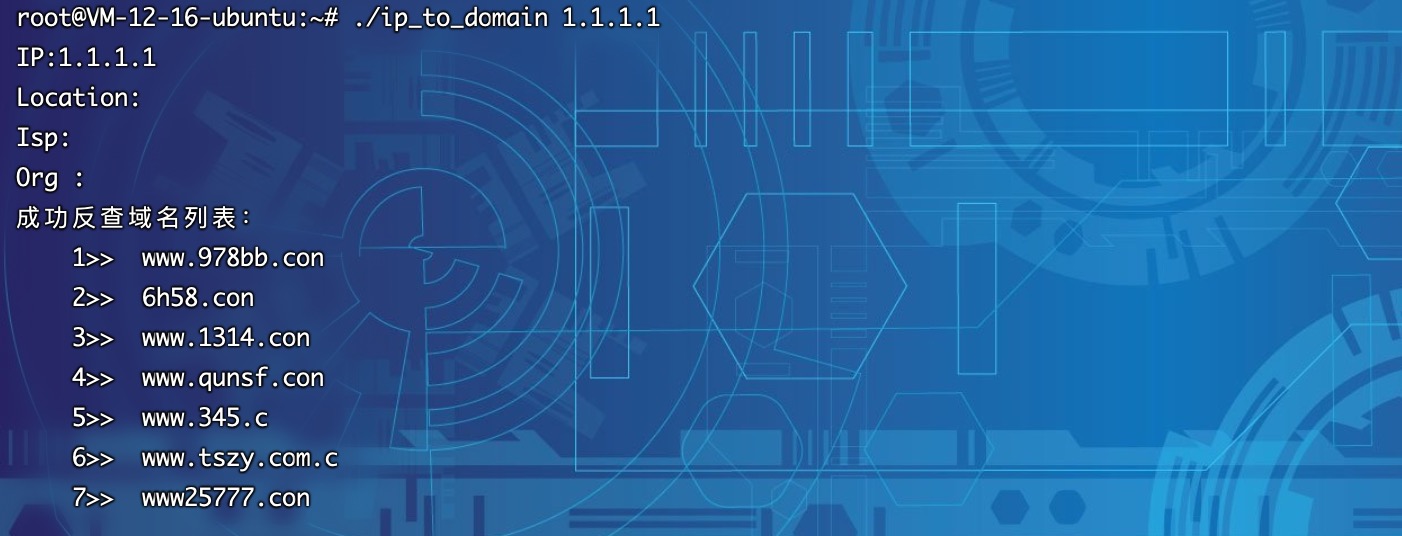 root@VM-12-16-ubuntu:~# ./ip_to_domain 1.1.1.1
IP:1.1.1.1
Location:
Isp:
Org :
成功反查域名列表：
1>> www.978bb.con
2>> 6h58.con
3>> www.1314.con
4>> www.qunsf.con
5>> www.345.c
6>> www.tszy.com.c
7>> www25777.con